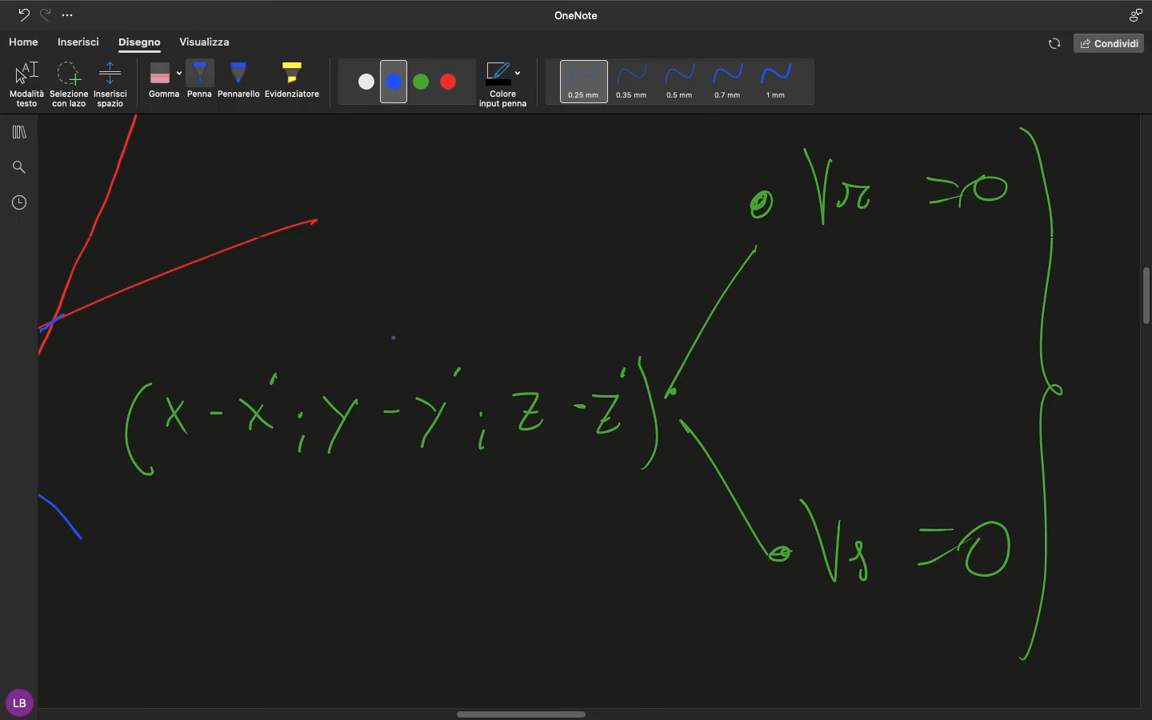 OneNote
Home Inserisci Disegno Visualizza
Condividi
Modalità testo
Selezione con lazo
Inserisci spazio
Gomma
Penna
Pennarello
Evidenziatore
Colore input penna
0.25 mm
0.35 mm
0.5 mm
0.7 mm
1 mm
Vr = 0
(x - x' ; y - y' ; z - z')
Vs = 0
LB